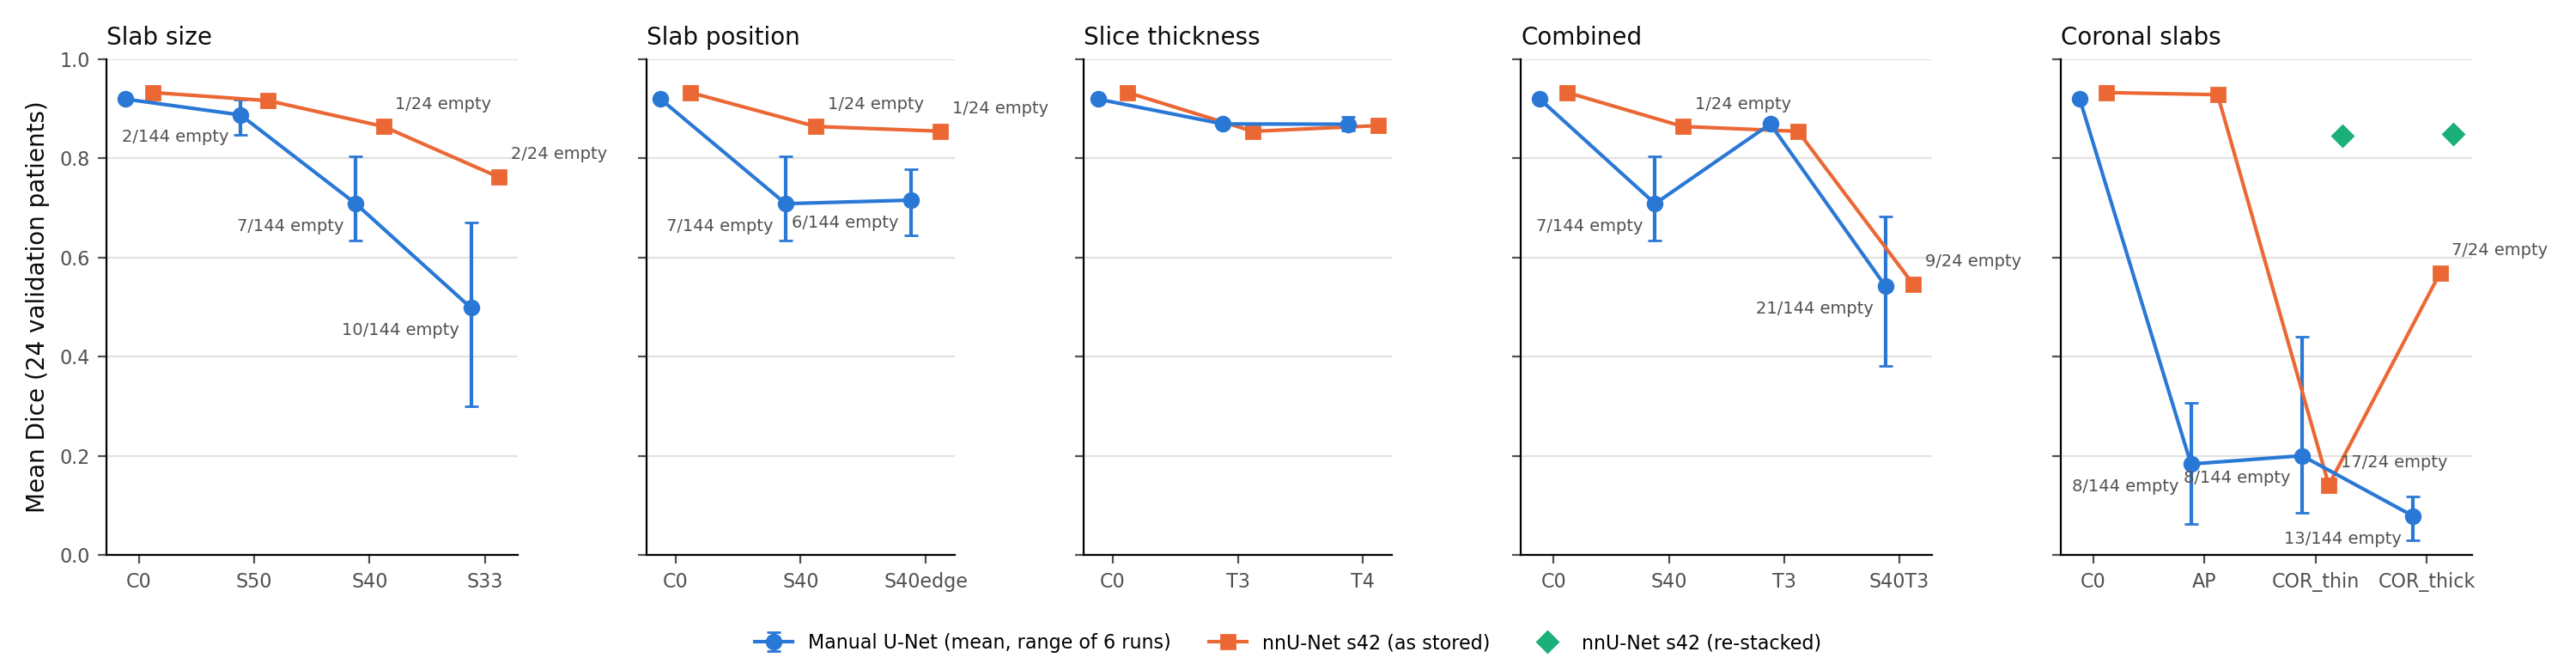 Slab size
Slab position
Slice thickness
Combined
Coronal slabs
Mean Dice (24 validation patients)
1.0
0.8
0.6
0.4
0.2
0.0
2/144 empty
7/144 empty
10/144 empty
1/24 empty
2/24 empty
C0 S50 S40 S33
7/144 empty
6/144 empty
1/24 empty
1/24 empty
C0 S40 S40edge
C0 T3 T4
7/144 empty
1/24 empty
21/144 empty
9/24 empty
C0 S40 T3 S40T3
8/144 empty
8/144 empty
17/24 empty
13/144 empty
7/24 empty
C0 AP COR_thin COR_thick
Manual U-Net (mean, range of 6 runs)
nnU-Net s42 (as stored)
nnU-Net s42 (re-stacked)